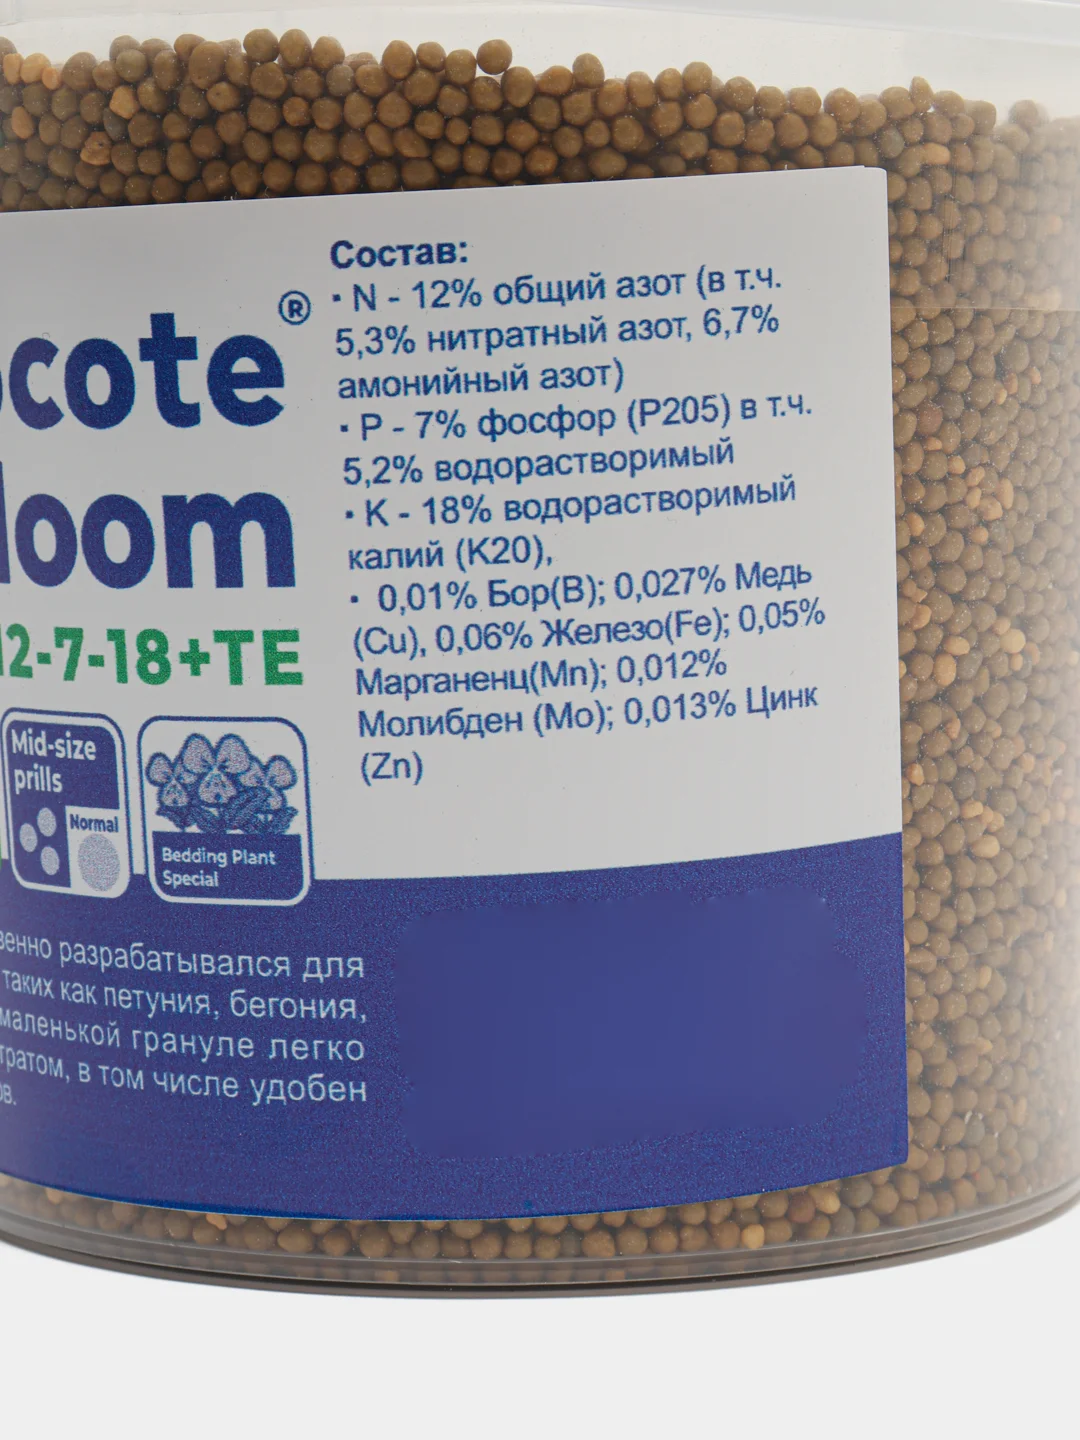 cote®
loom
12-7-18+TE
Mid-size
prills
Normal
Bedding Plant
Special
Состав:
· N - 12% общий азот (в т.ч.
5,3% нитратный азот, 6,7%
амонийный азот)
· P - 7% фосфор (P205) в т.ч.
5,2% водорастворимый
· K - 18% водорастворимый
калий (K20),
· 0,01% Бор(B); 0,027% Медь
(Cu), 0,06% Железо(Fe); 0,05%
Марганенц(Mn); 0,012%
Молибден (Mo); 0,013% Цинк
(Zn)
разрабатывался для
таких как петуния, бегония,
маленькой грануле легко
в том числе удобен